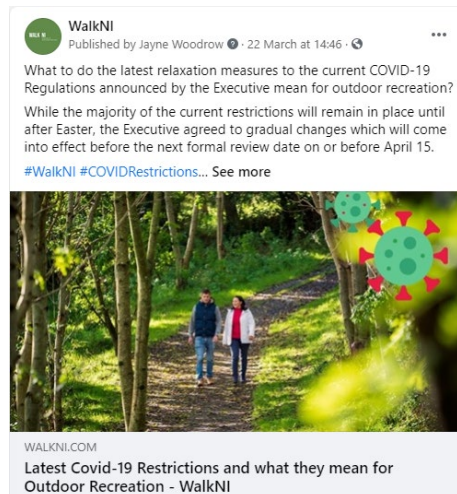 WALK NI
WalkNI
Published by Jayne Woodrow · 22 March at 14:46 ·
What to do the latest relaxation measures to the current COVID-19
Regulations announced by the Executive mean for outdoor recreation?
While the majority of the current restrictions will remain in place until
after Easter, the Executive agreed to gradual changes which will come
into effect before the next formal review date on or before April 15.
#WalkNI #COVIDRestrictions... See more
WALKNI.COM
Latest Covid-19 Restrictions and what they mean for
Outdoor Recreation - WalkNI